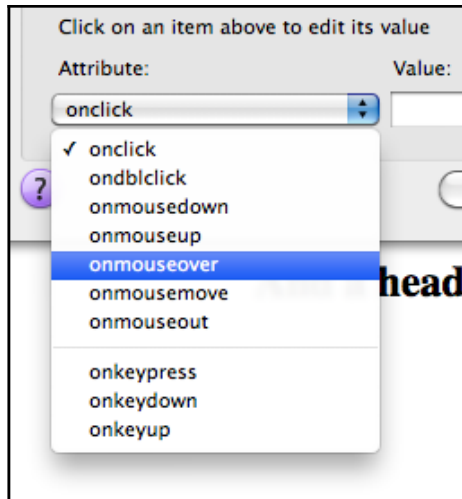 Click on an item above to edit its value
Attribute: Value:
onclick
✓ onclick
ondblclick
onmousedown
onmouseup
onmouseover
onmousemove
onmouseout
head
onkeypress
onkeydown
onkeyup
?